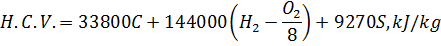 H.C.V. = 33800C + 144000(H₂ − O₂/8) + 9270S, kJ/kg